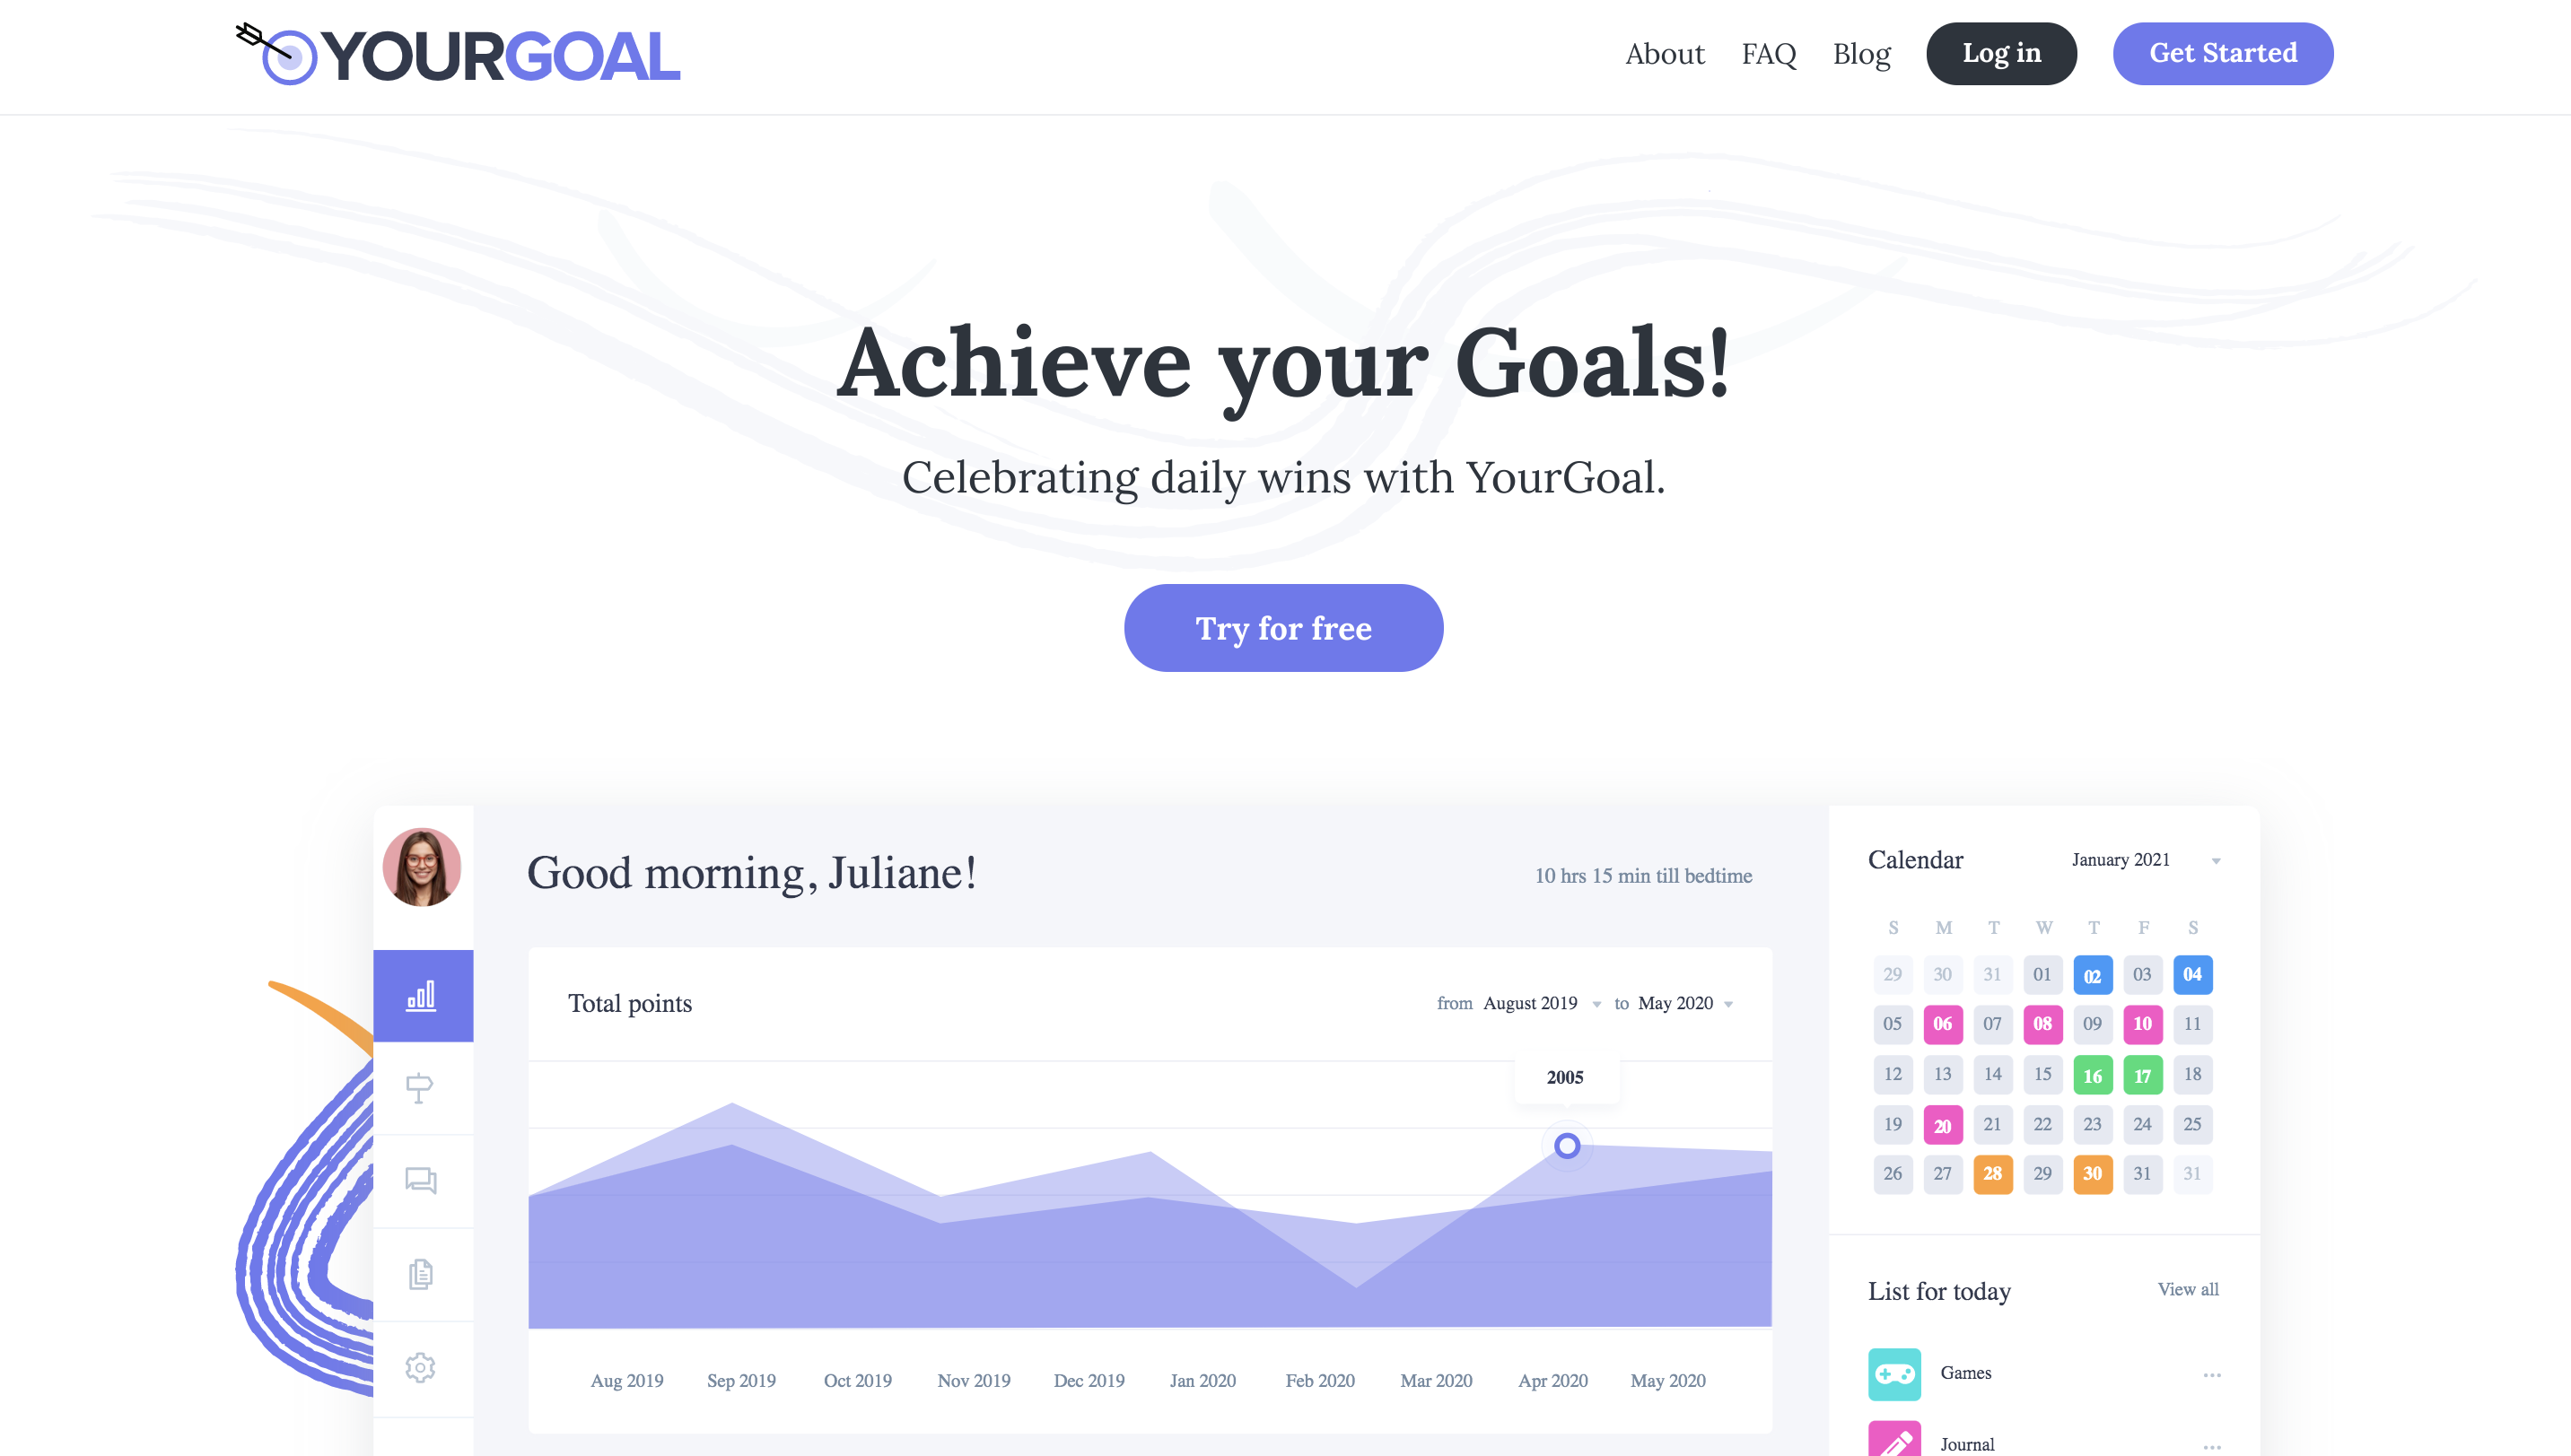 YOURGOAL
About FAQ Blog Log in Get Started
Achieve your Goals!
Celebrating daily wins with YourGoal.
Try for free
Good morning, Juliane!
10 hrs 15 min till bedtime
Total points
from August 2019 to May 2020
2005
Aug 2019 Sep 2019 Oct 2019 Nov 2019 Dec 2019 Jan 2020 Feb 2020 Mar 2020 Apr 2020 May 2020
Calendar January 2021
S M T W T F S
29 30 31 01 02 03 04
05 06 07 08 09 10 11
12 13 14 15 16 17 18
19 20 21 22 23 24 25
26 27 28 29 30 31 31
List for today View all
Games
Journal